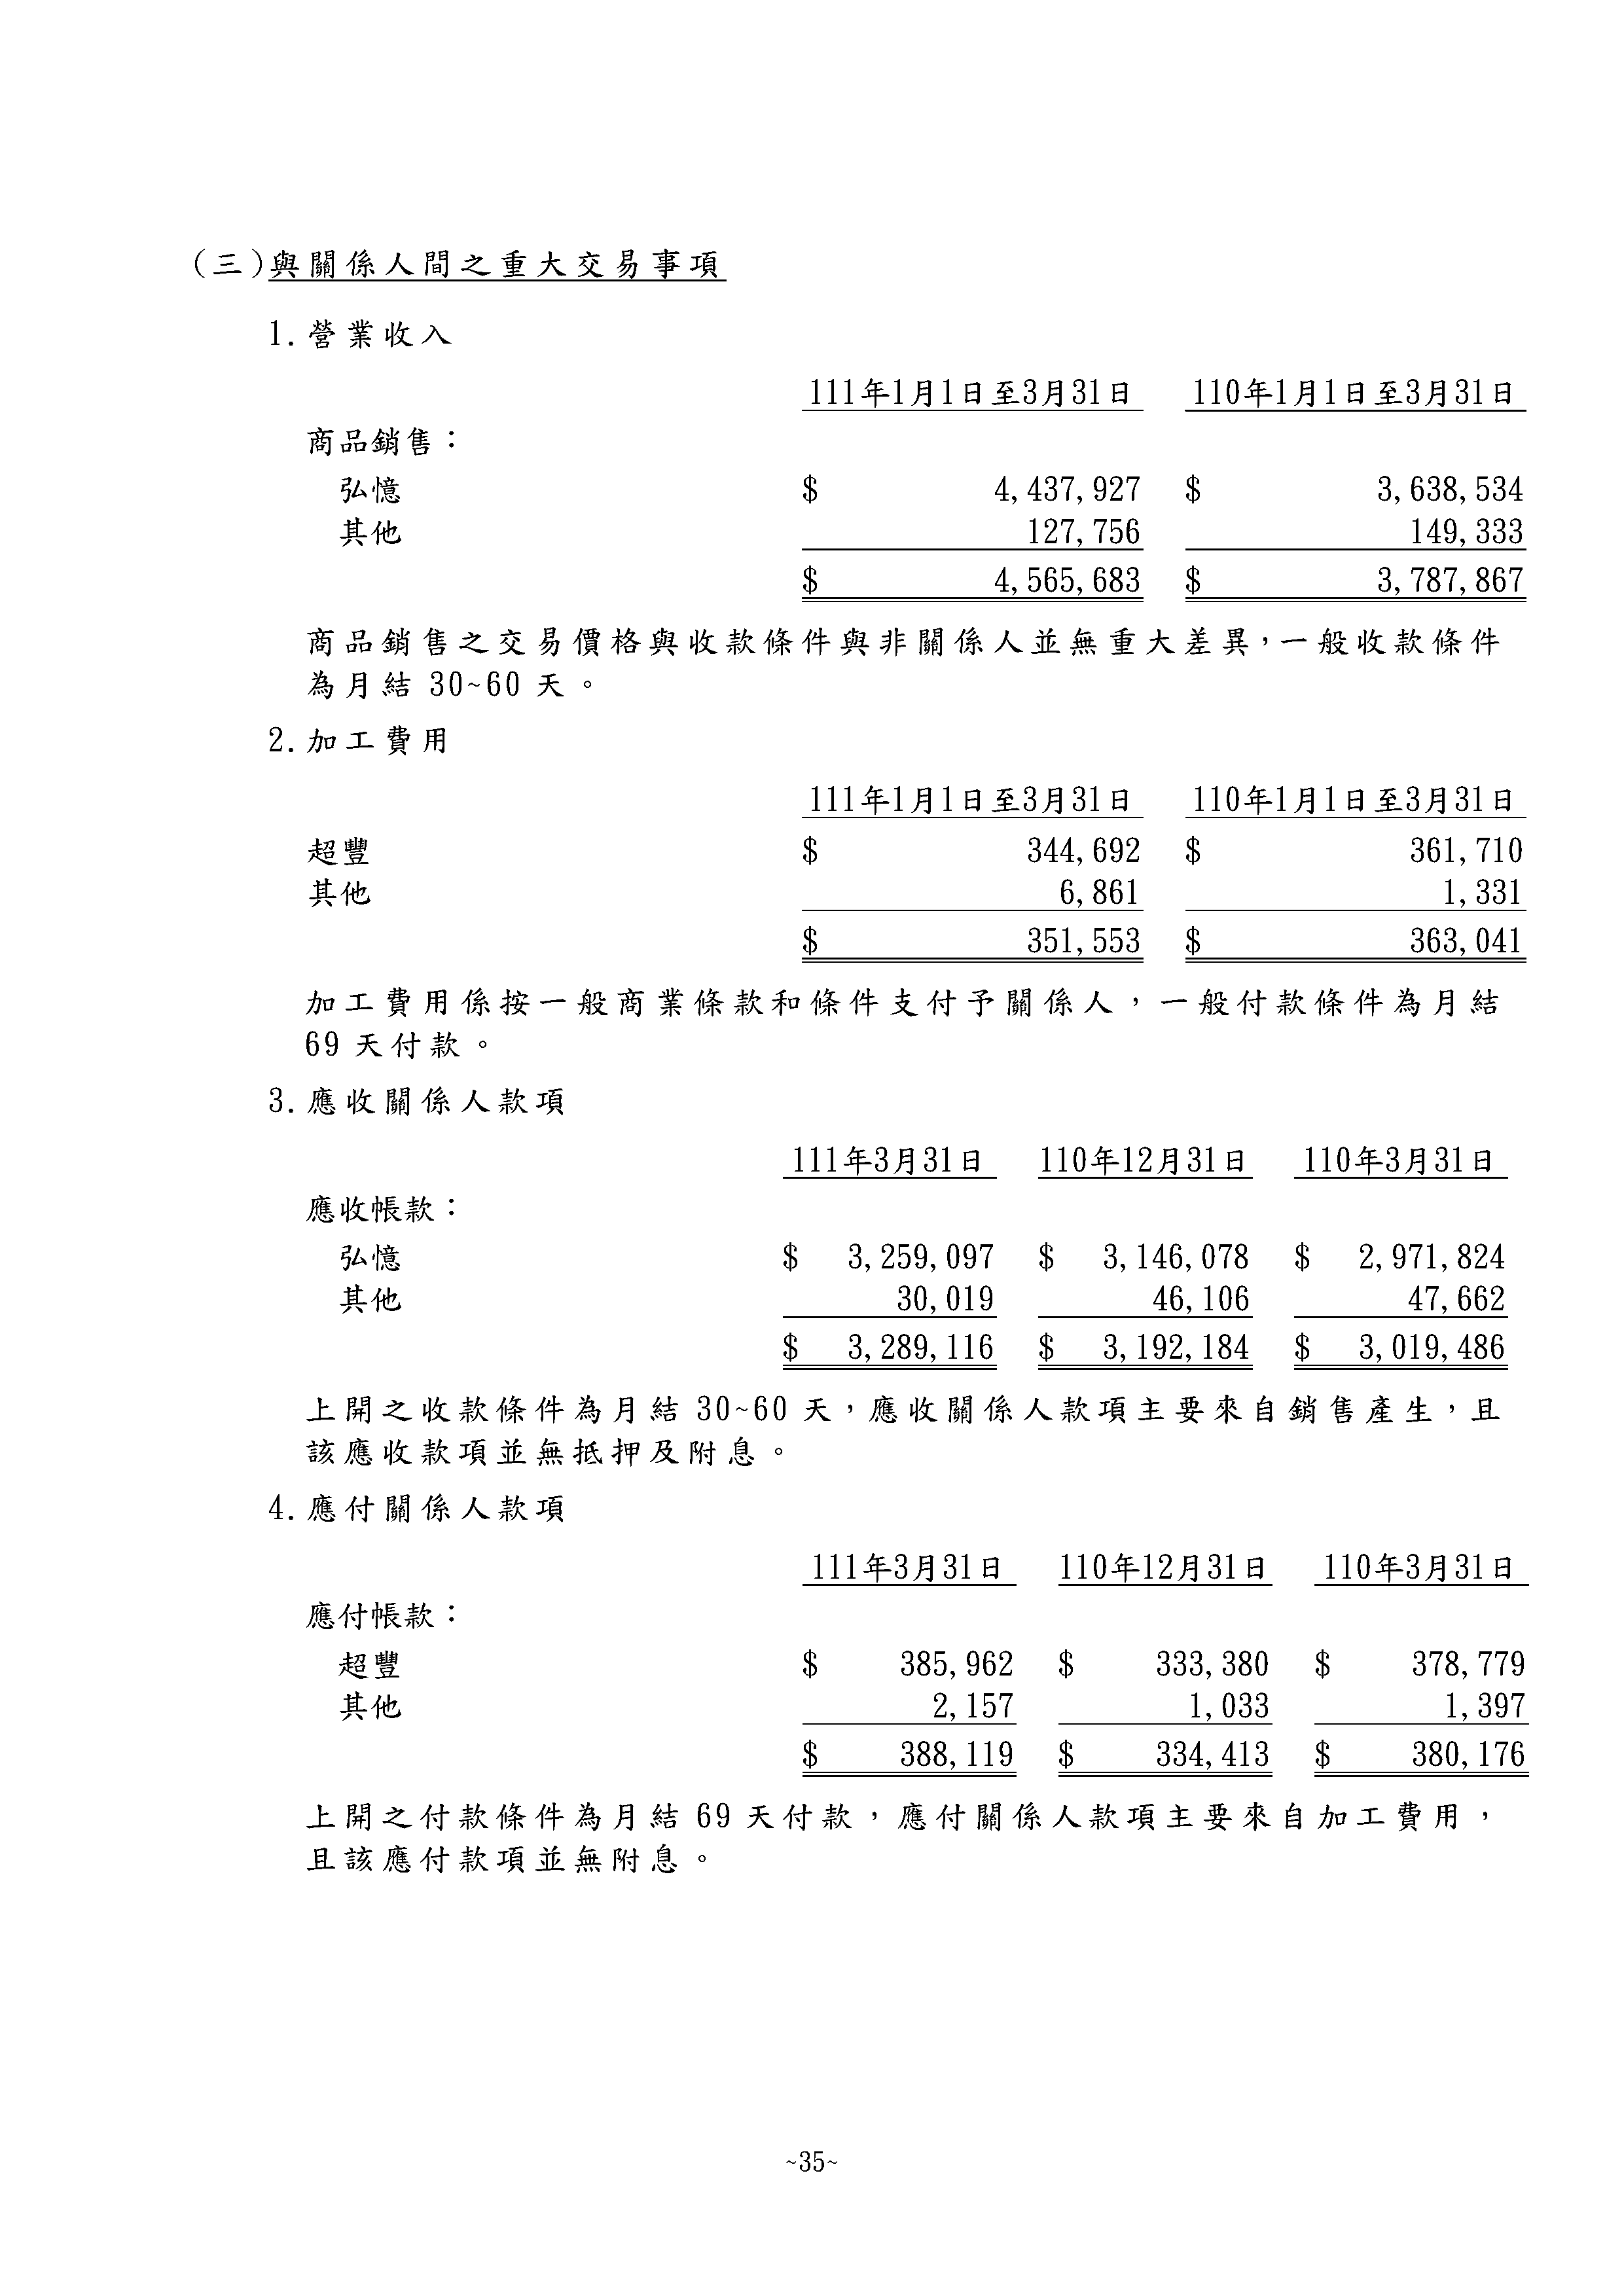 (三)與關係人間之重大交易事項
1.營業收入
111年1月1日至3月31日 110年1月1日至3月31日
商品銷售：
弘憶 $ 4,437,927 $ 3,638,534
其他 127,756 149,333
$ 4,565,683 $ 3,787,867
商品銷售之交易價格與收款條件與非關係人並無重大差異，一般收款條件
為月結 30~60 天。
2.加工費用
111年1月1日至3月31日 110年1月1日至3月31日
超豐 $ 344,692 $ 361,710
其他 6,861 1,331
$ 351,553 $ 363,041
加工費用係按一般商業條款和條件支付予關係人，一般付款條件為月結
69 天付款。
3.應收關係人款項
111年3月31日 110年12月31日 110年3月31日
應收帳款：
弘憶 $ 3,259,097 $ 3,146,078 $ 2,971,824
其他 30,019 46,106 47,662
$ 3,289,116 $ 3,192,184 $ 3,019,486
上開之收款條件為月結 30~60 天，應收關係人款項主要來自銷售產生，且
該應收款項並無抵押及附息。
4.應付關係人款項
111年3月31日 110年12月31日 110年3月31日
應付帳款：
超豐 $ 385,962 $ 333,380 $ 378,779
其他 2,157 1,033 1,397
$ 388,119 $ 334,413 $ 380,176
上開之付款條件為月結 69 天付款，應付關係人款項主要來自加工費用，
且該應付款項並無附息。
~35~